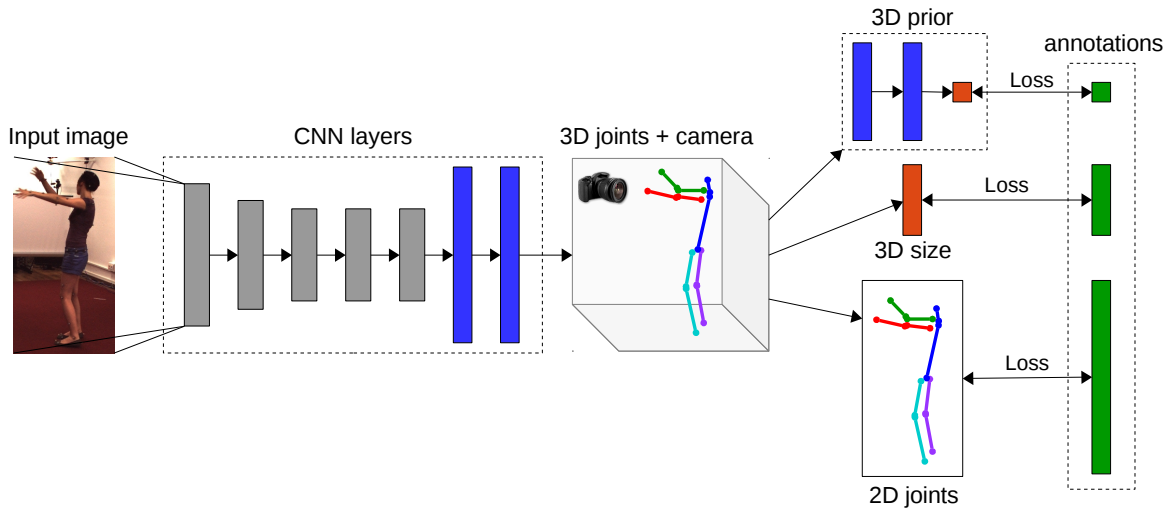 3D prior
annotations
Loss
Input image
CNN layers
3D joints + camera
Loss
3D size
Loss
2D joints